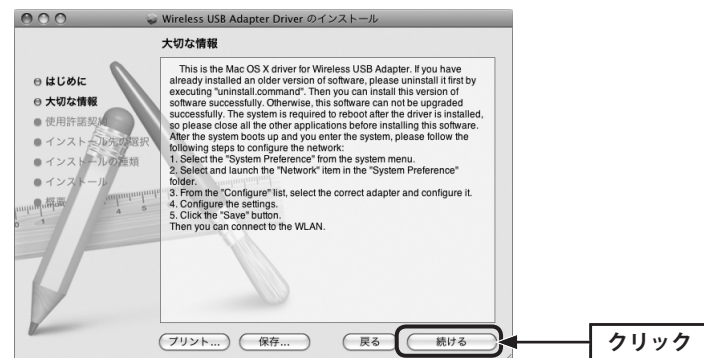 Wireless USB Adapter Driver のインストール
大切な情報
はじめに
大切な情報
使用許諾契約
インストール先の選択
インストールの種類
インストール
概要
This is the Mac OS X driver for Wireless USB Adapter. If you have
already installed an older version of software, please uninstall it first by
executing "uninstall.command". Then you can install this version of
software successfully. Otherwise, this software can not be upgraded
successfully. The system is required to reboot after the driver is installed,
so please close all the other applications before installing this software.
After the system boots up and you enter the system, please follow the
following steps to configure the network:
1. Select the "System Preference" from the system menu.
2. Select and launch the "Network" item in the "System Preference"
folder.
3. From the "Configure" list, select the correct adapter and configure it.
4. Configure the settings.
5. Click the "Save" button.
Then you can connect to the WLAN.
0 1 4 5
プリント... 保存... 戻る 続ける
クリック